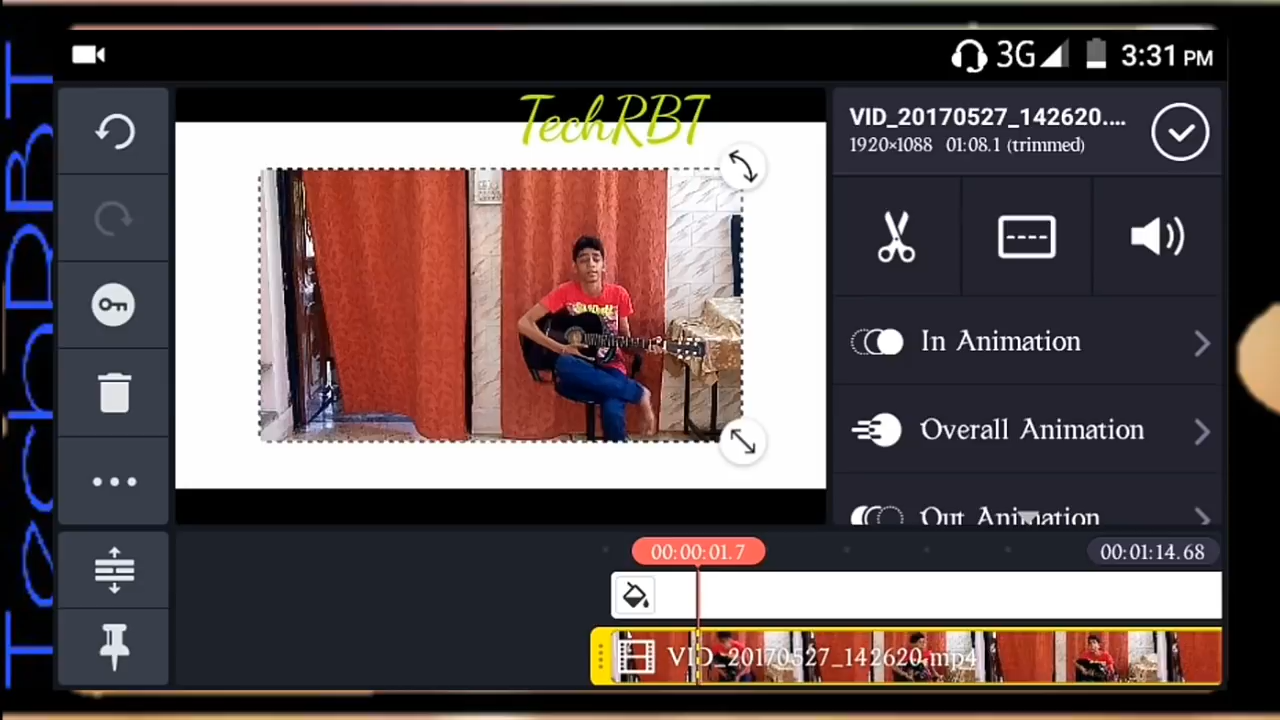 TechRBT
3G 3:31 PM
TechRBT
VID_20170527_142620....
1920×1088 01:08.1 (trimmed)
In Animation
Overall Animation
Out Animation
00:00:01.7
00:01:14.68
VID_20170527_142620.mp4